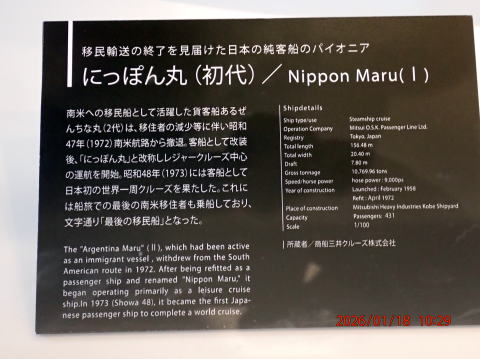 移民輸送の終了を見届けた日本の純客船のパイオニア
にっぽん丸（初代）／ Nippon Maru(Ⅰ)
南米への移民船として活躍した貨客船あるぜ
んちな丸（2代）は、移住者の減少等に伴い昭和
47年（1972）南米航路から撤退。客船として改装
後、「にっぽん丸」と改称しレジャークルーズ中心
の運航を開始。昭和48年（1973）には客船として
日本初の世界一周クルーズを果たした。これに
は船旅での最後の南米移住者も乗船しており、
文字通り「最後の移民船」となった。
The "Argentina Maru" (Ⅱ), which had been active
as an immigrant vessel , withdrew from the South
American route in 1972. After being refitted as a
passenger ship and renamed "Nippon Maru," it
began operating primarily as a leisure cruise
ship.In 1973 (Showa 48), it became the first Japa-
nese passenger ship to complete a world cruise.
Shipdetails
Ship type/use Steamship cruise
Operation Company Mitsui O.S.K. Passenger Line Ltd.
Registry Tokyo, Japan
Total length 156.48 m
Total width 20.40 m
Draft 7.80 m
Gross tonnage 10,769.96 tons
Speed/horse power hose power : 9,000ps
Year of construction Launched : February 1958
Refit : April 1972
Place of construction Mitsubishi Heavy Industries Kobe Shipyard
Capacity Passengers: 431
Scale 1/100
｜所蔵者／商船三井クルーズ株式会社
2026/01/18 10:29